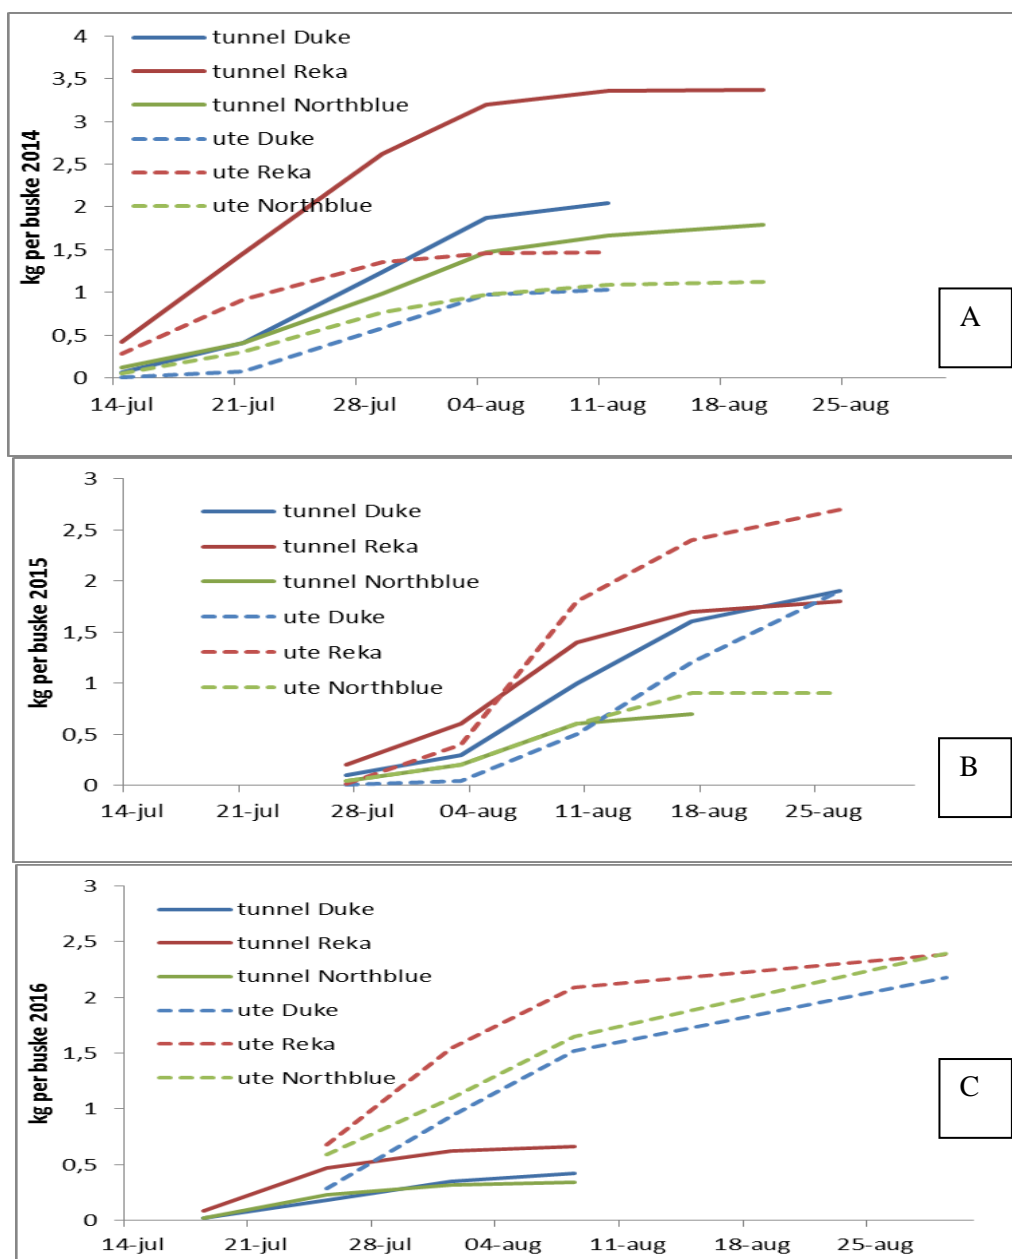 kg per buske 2014
4
3,5
3
2,5
2
1,5
1
0,5
0
tunnel Duke
tunnel Reka
tunnel Northblue
ute Duke
ute Reka
ute Northblue
14-jul 21-jul 28-jul 04-aug 11-aug 18-aug 25-aug
A
kg per buske 2015
3
2,5
2
1,5
1
0,5
0
tunnel Duke
tunnel Reka
tunnel Northblue
ute Duke
ute Reka
ute Northblue
14-jul 21-jul 28-jul 04-aug 11-aug 18-aug 25-aug
B
kg per buske 2016
3
2,5
2
1,5
1
0,5
0
tunnel Duke
tunnel Reka
tunnel Northblue
ute Duke
ute Reka
ute Northblue
14-jul 21-jul 28-jul 04-aug 11-aug 18-aug 25-aug
C